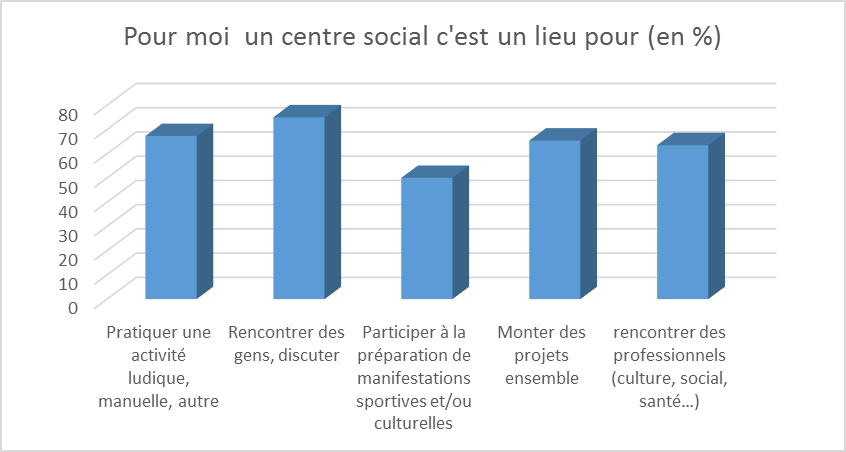 Pour moi  un centre social c'est un lieu pour (en %)
80
70
60
50
40
30
20
10
0
Pratiquer une
activité
ludique,
manuelle, autre
Rencontrer des
gens, discuter
Participer à la
préparation de
manifestations
sportives et/ou
culturelles
Monter des
projets
ensemble
rencontrer des
professionnels
(culture, social,
santé…)